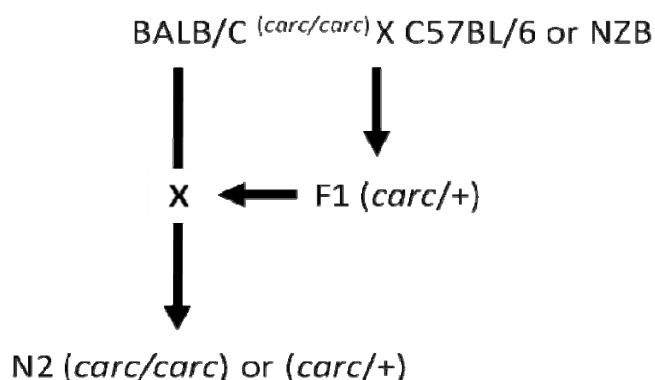 BALB/C (carc/carc) X C57BL/6 or NZB
X
F1 (carc/+)
N2 (carc/carc) or (carc/+)